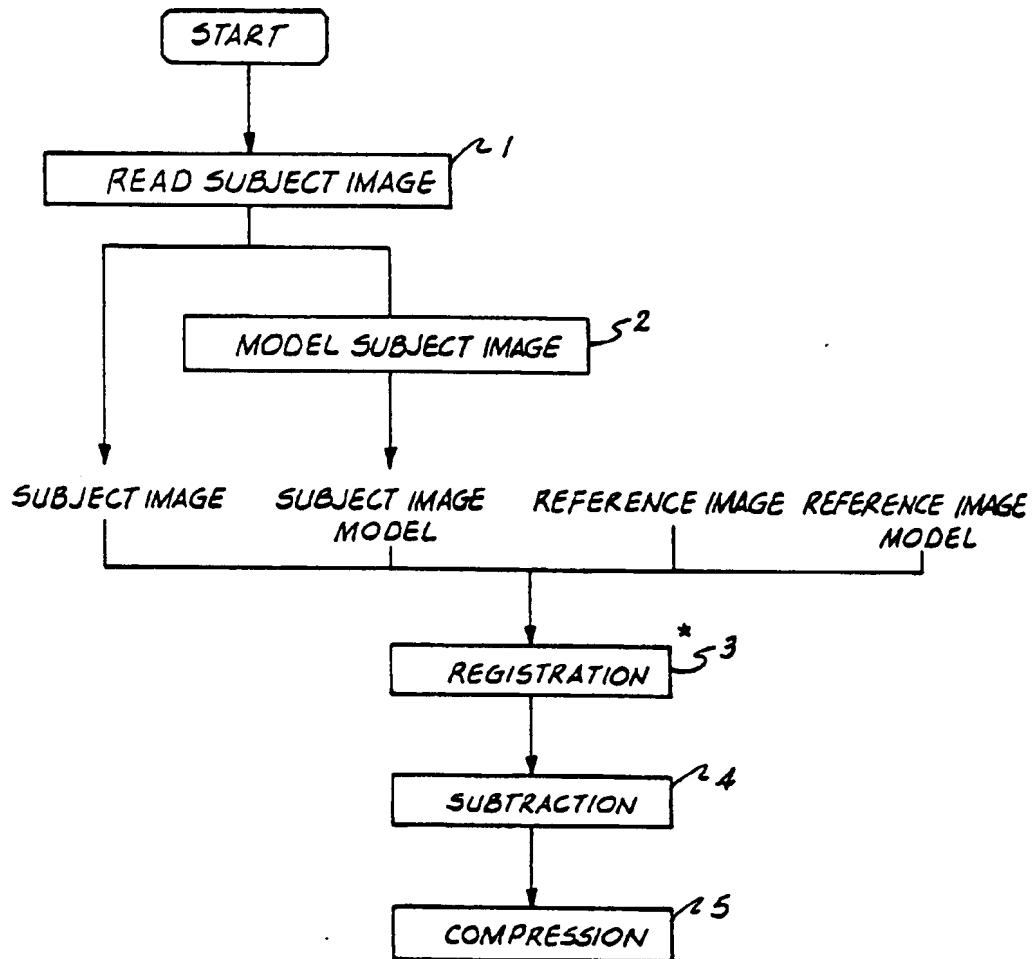 START
1
READ SUBJECT IMAGE
2
MODEL SUBJECT IMAGE
SUBJECT IMAGE
SUBJECT IMAGE
MODEL
REFERENCE IMAGE
REFERENCE IMAGE
MODEL
*
3
REGISTRATION
4
SUBTRACTION
5
COMPRESSION